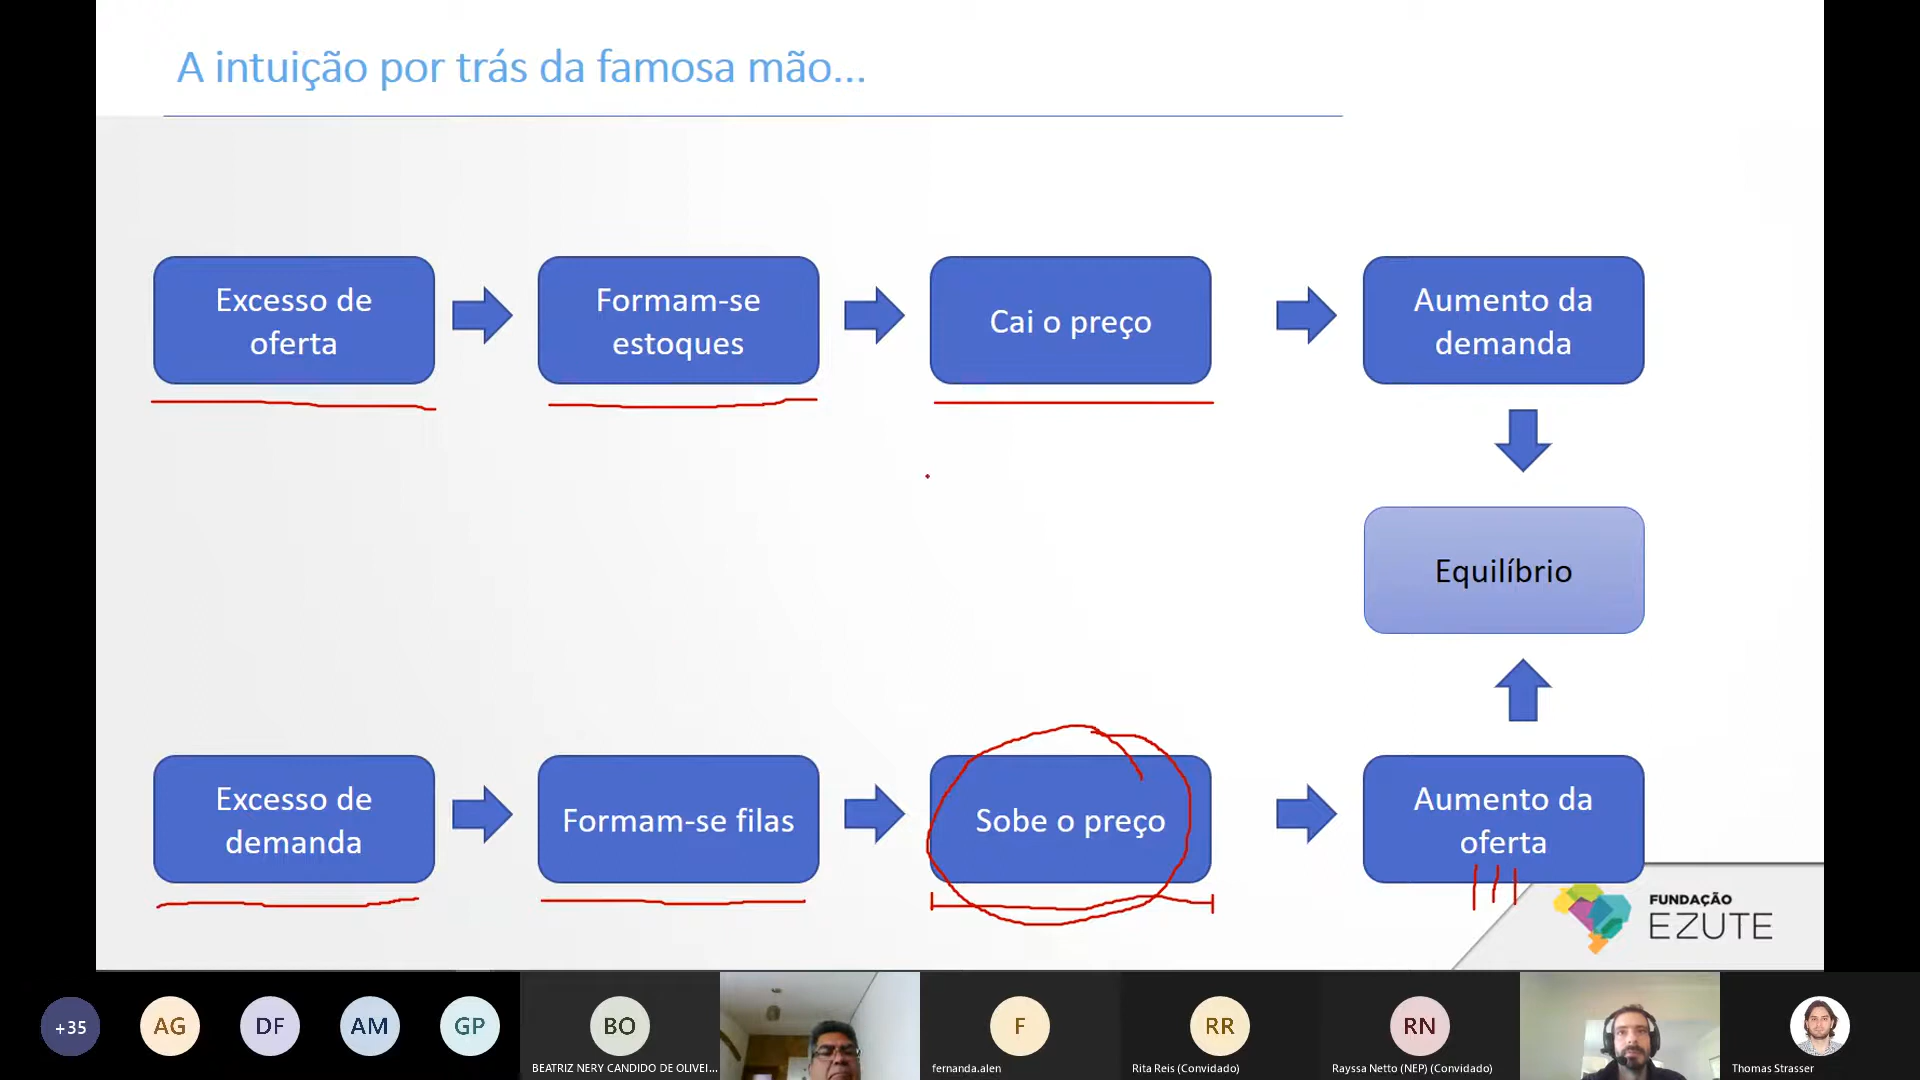 A intuição por trás da famosa mão...
Excesso de
oferta
Formam-se
estoques
Cai o preço
Aumento da
demanda
Equilíbrio
Excesso de
demanda
Formam-se filas
Sobe o preço
Aumento da
oferta
FUNDAÇÃO
EZUTE
+35
AG
DF
AM
GP
BO
BEATRIZ NERY CANDIDO DE OLIVEI...
F
fernanda.alen
RR
Rita Reis (Convidado)
RN
Rayssa Netto (NEP) (Convidado)
Thomas Strasser